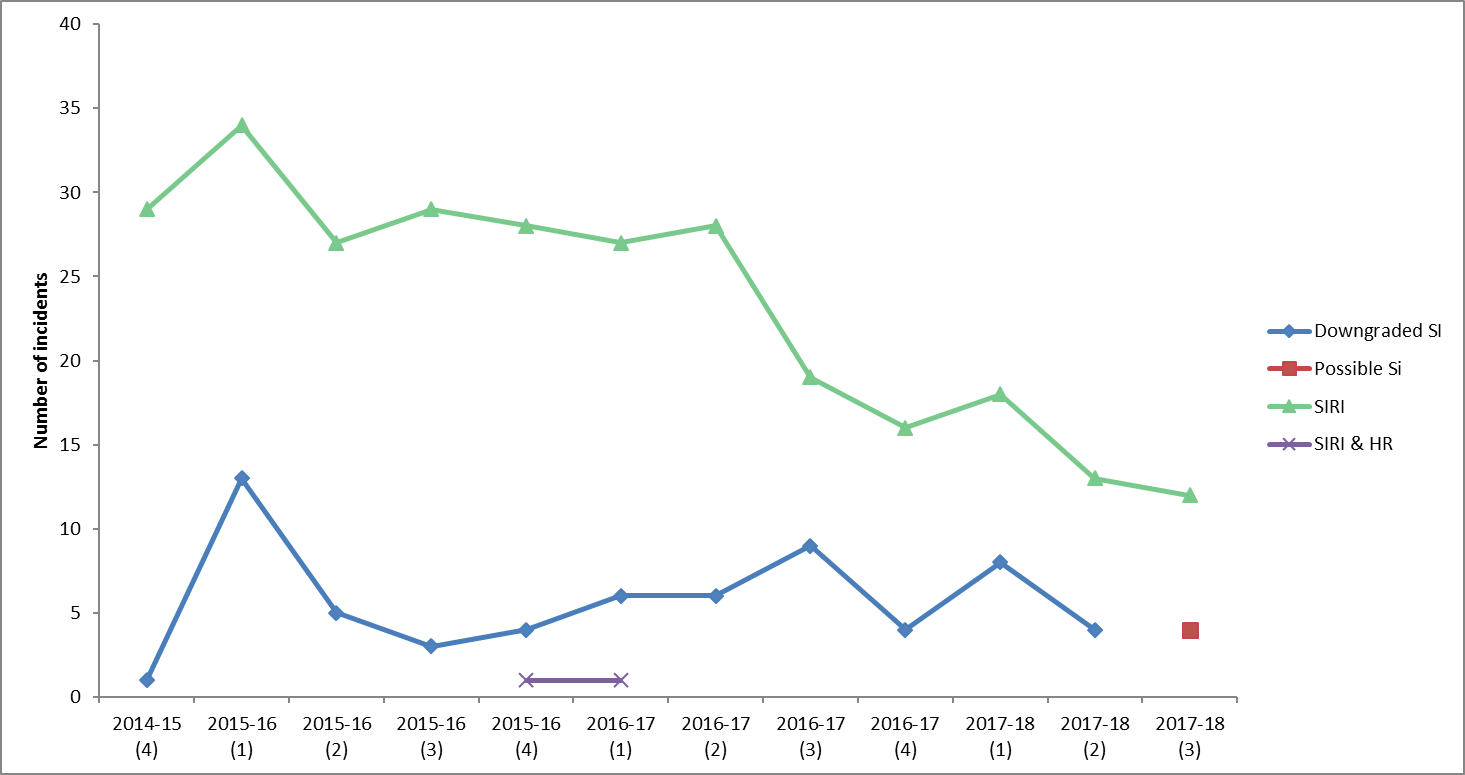 40
35
30
25
20
15
10
5
0
Number of incidents
2014-15 2015-16 2015-16 2015-16 2015-16 2016-17 2016-17 2016-17 2016-17 2017-18 2017-18 2017-18
(4) (1) (2) (3) (4) (1) (2) (3) (4) (1) (2) (3)
Downgraded SI
Possible Si
SIRI
SIRI & HR